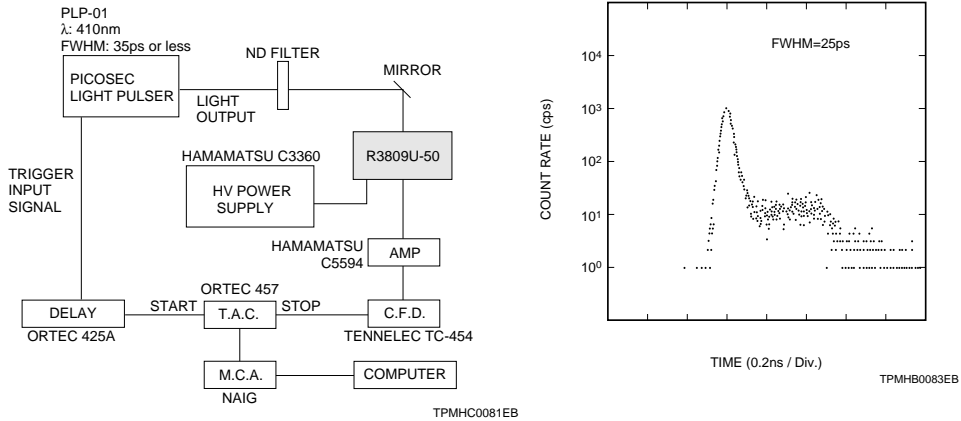 PLP-01
λ: 410nm
FWHM: 35ps or less
PICOSEC
LIGHT PULSER
LIGHT
OUTPUT
ND FILTER
MIRROR
TRIGGER
INPUT
SIGNAL
HAMAMATSU C3360
HV POWER
SUPPLY
R3809U-50
HAMAMATSU
C5594
AMP
DELAY
ORTEC 425A
START
ORTEC 457
T.A.C.
STOP
C.F.D.
TENNELEC TC-454
M.C.A.
NAIG
COMPUTER
TPMHC0081EB
FWHM=25ps
COUNT RATE (cps)
10⁴
10³
10²
10¹
10⁰
TIME (0.2ns / Div.)
TPMHB0083EB